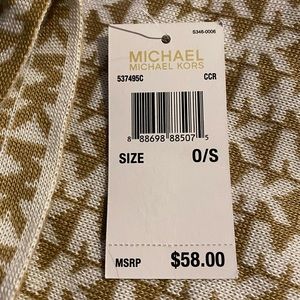 S346-0006
MICHAEL
MICHAEL KORS
537495C CCR
8 88698 88507 5
SIZE O/S
MSRP $58.00